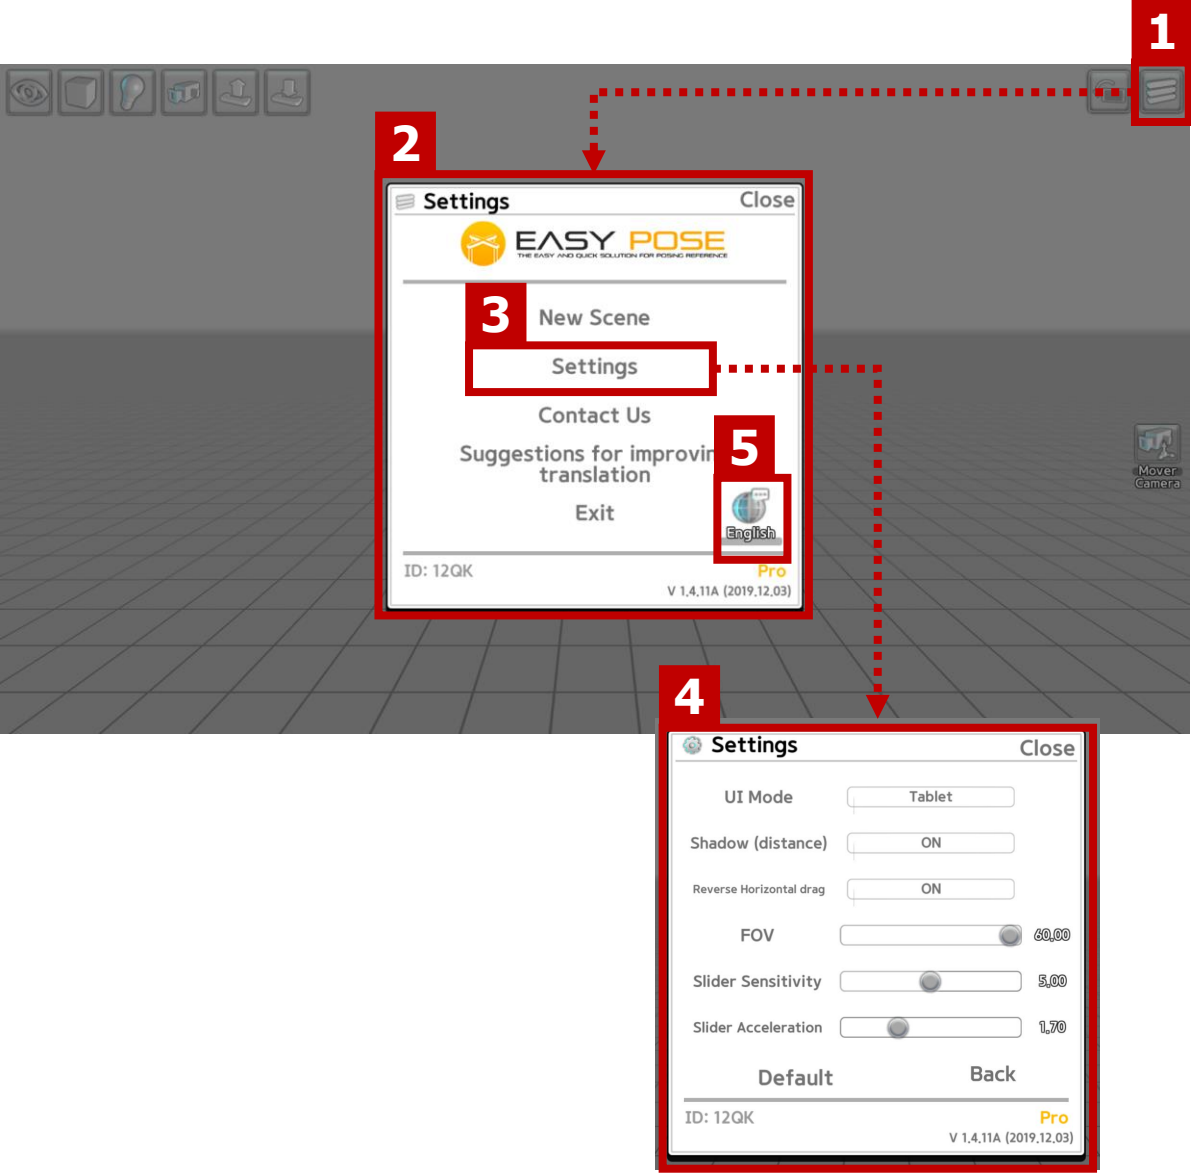 1
2
Settings
Close
EASY POSE
THE EASY AND QUICK SOLUTION FOR POSING REFERENCE
3
New Scene
Settings
Contact Us
5
Suggestions for improvin
translation
Exit
English
ID: 12QK
Pro
V 1.4.11A (2019.12.03)
Mover
Camera
4
Settings
Close
UI Mode
Tablet
Shadow (distance)
ON
Reverse Horizontal drag
ON
FOV
60.00
Slider Sensitivity
5.00
Slider Acceleration
1.70
Default
Back
ID: 12QK
Pro
V 1.4.11A (2019.12.03)